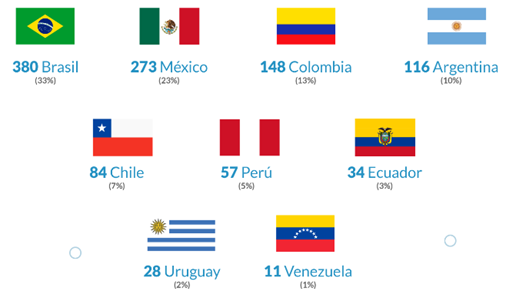 380 Brasil
(33%)
273 México
(23%)
148 Colombia
(13%)
116 Argentina
(10%)
84 Chile
(7%)
57 Perú
(5%)
34 Ecuador
(3%)
28 Uruguay
(2%)
11 Venezuela
(1%)